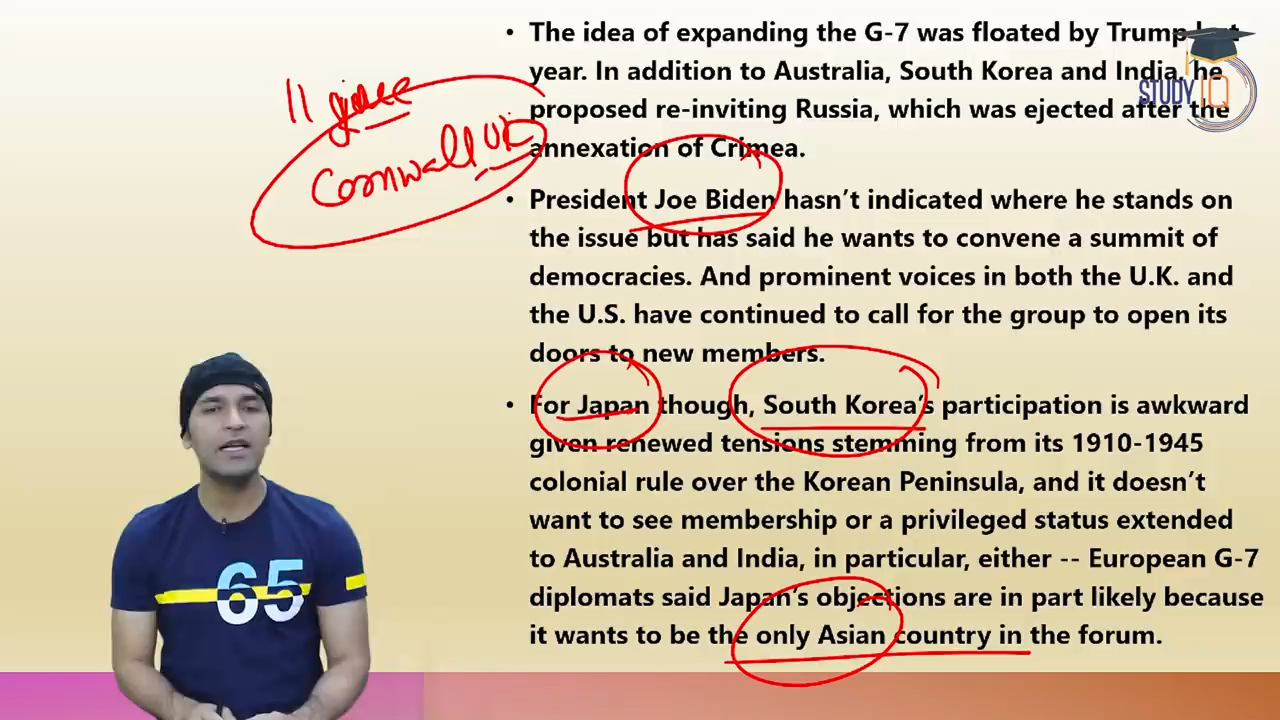 The idea of expanding the G-7 was floated by Trump last
year. In addition to Australia, South Korea and India, he
proposed re-inviting Russia, which was ejected after the
annexation of Crimea.
President Joe Biden hasn't indicated where he stands on
the issue but has said he wants to convene a summit of
democracies. And prominent voices in both the U.K. and
the U.S. have continued to call for the group to open its
doors to new members.
For Japan though, South Korea's participation is awkward
given renewed tensions stemming from its 1910-1945
colonial rule over the Korean Peninsula, and it doesn't
want to see membership or a privileged status extended
to Australia and India, in particular, either -- European G-7
diplomats said Japan's objections are in part likely because
it wants to be the only Asian country in the forum.
11 june
Cornwall UK
STUDY IQ
65